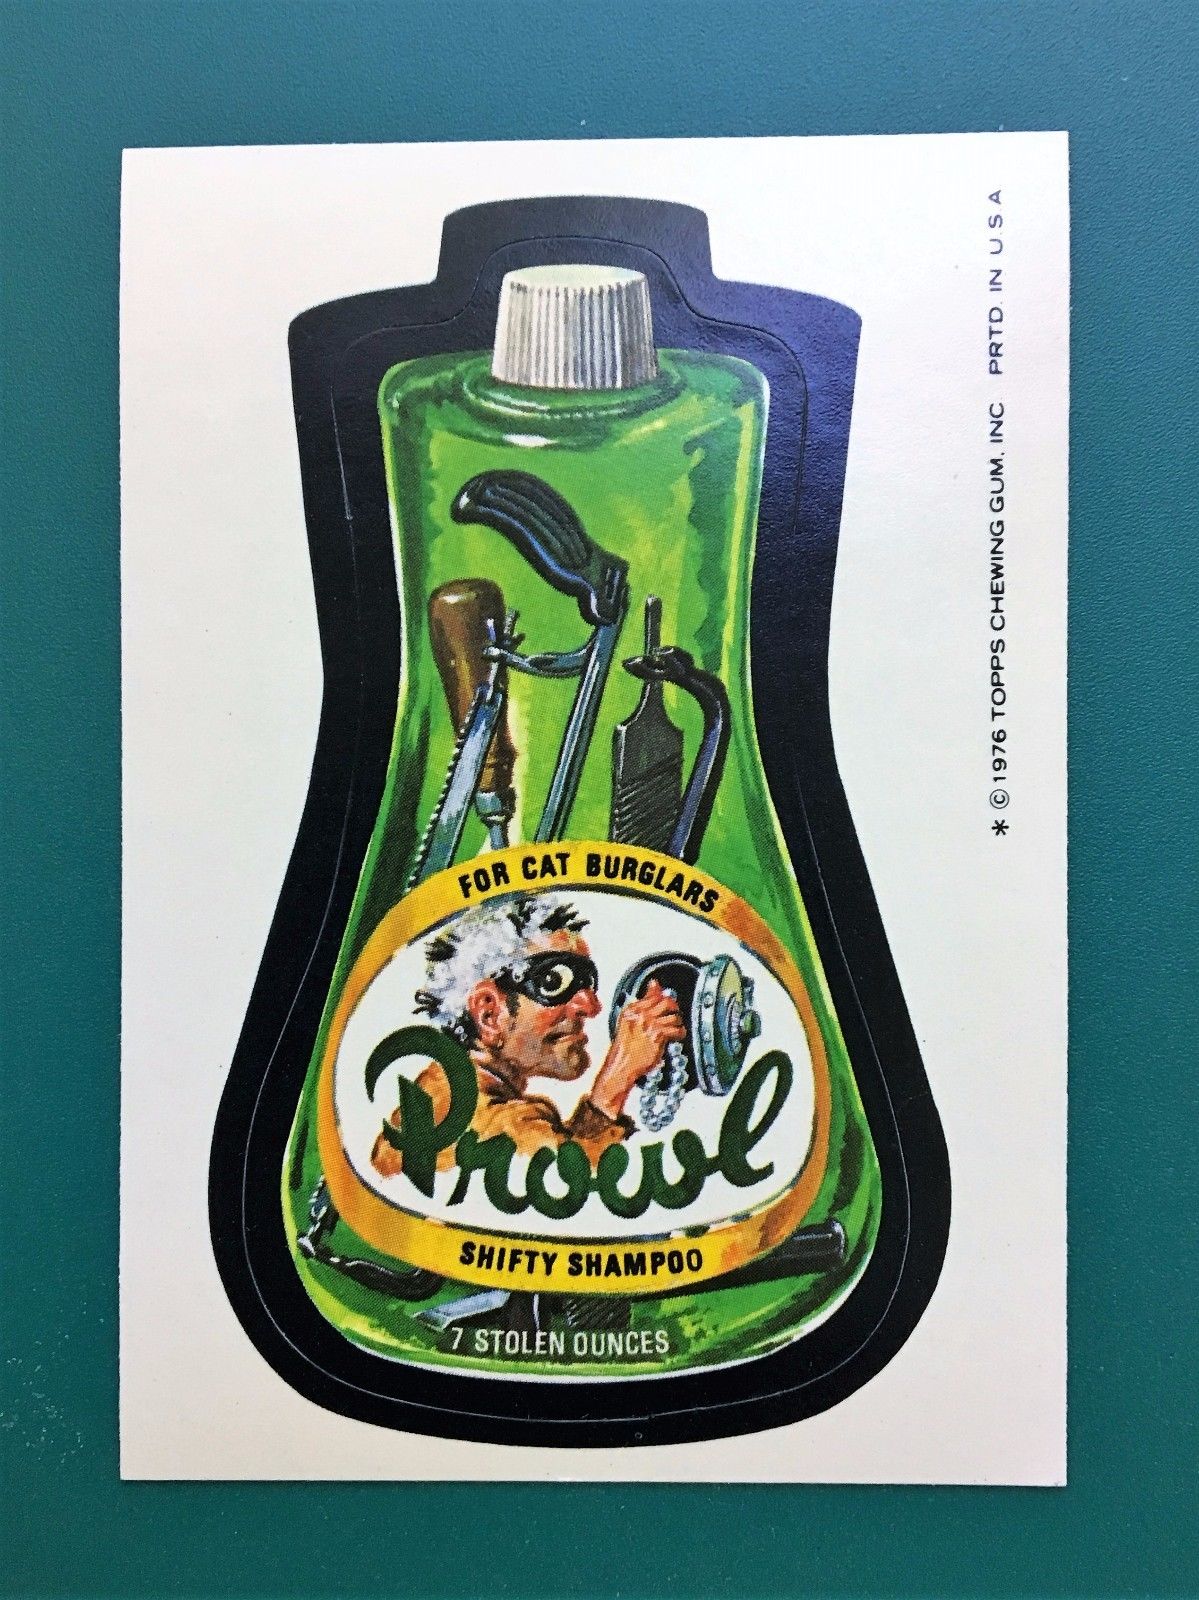 FOR CAT BURGLARS
Prowl
SHIFTY SHAMPOO
7 STOLEN OUNCES
* © 1976 TOPPS CHEWING GUM, INC PRTD. IN U.S.A